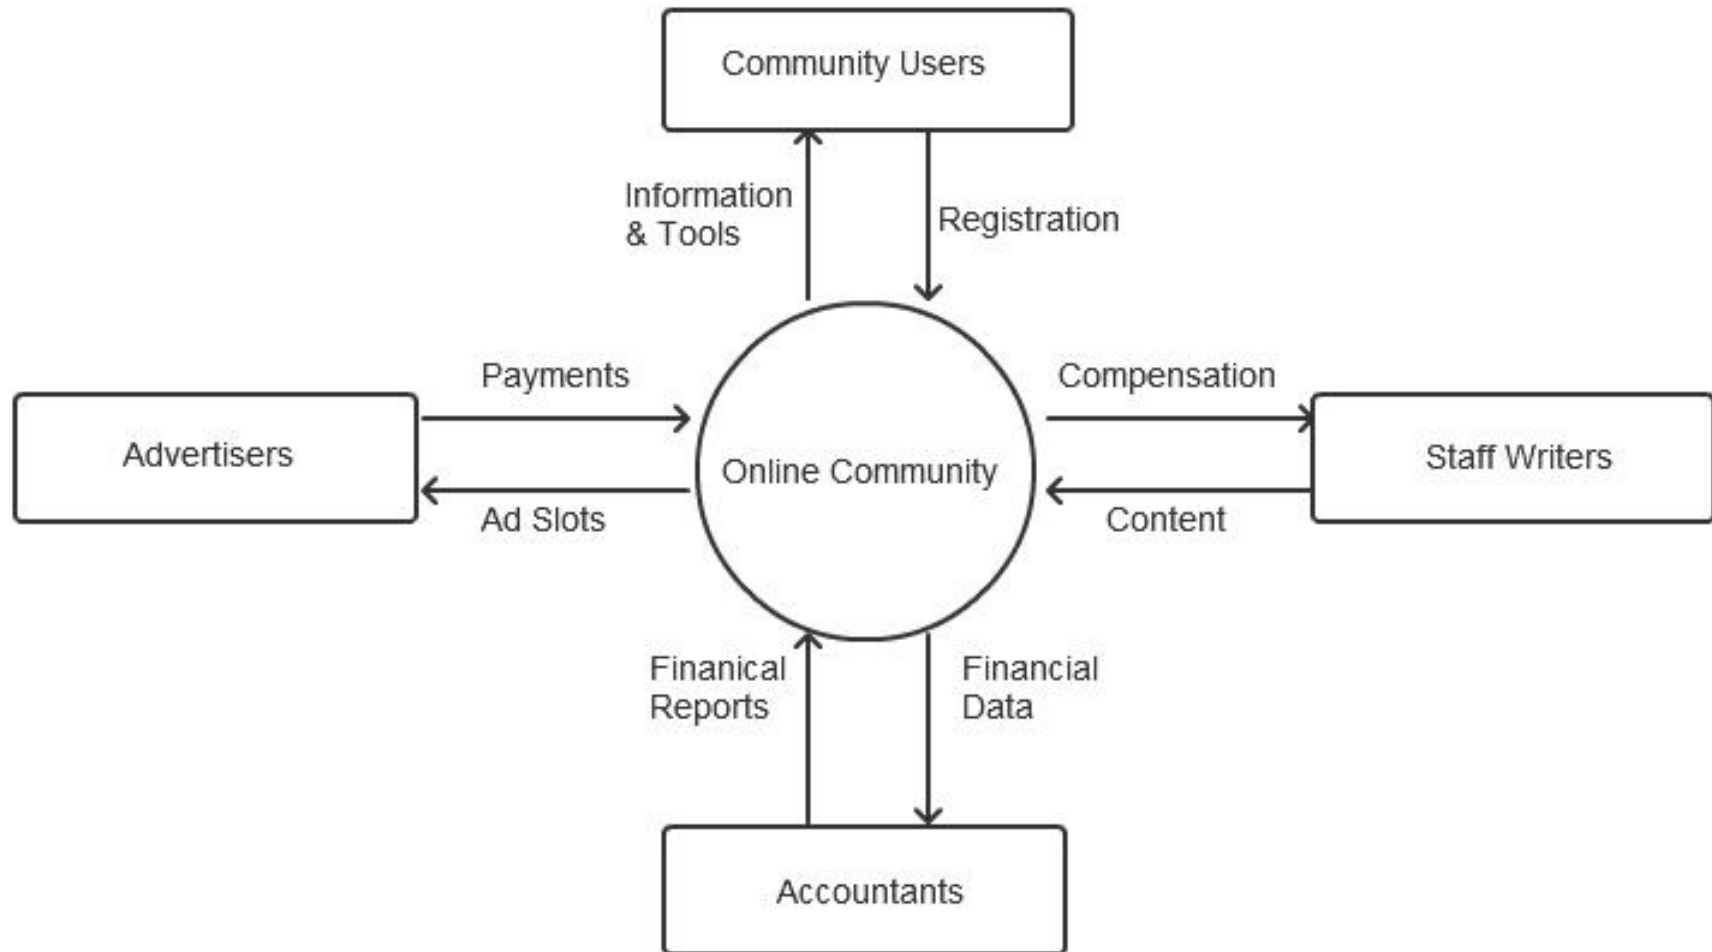 Community Users
Information
& Tools
Registration
Payments
Compensation
Advertisers
Online Community
Staff Writers
Ad Slots
Content
Finanical
Reports
Financial
Data
Accountants